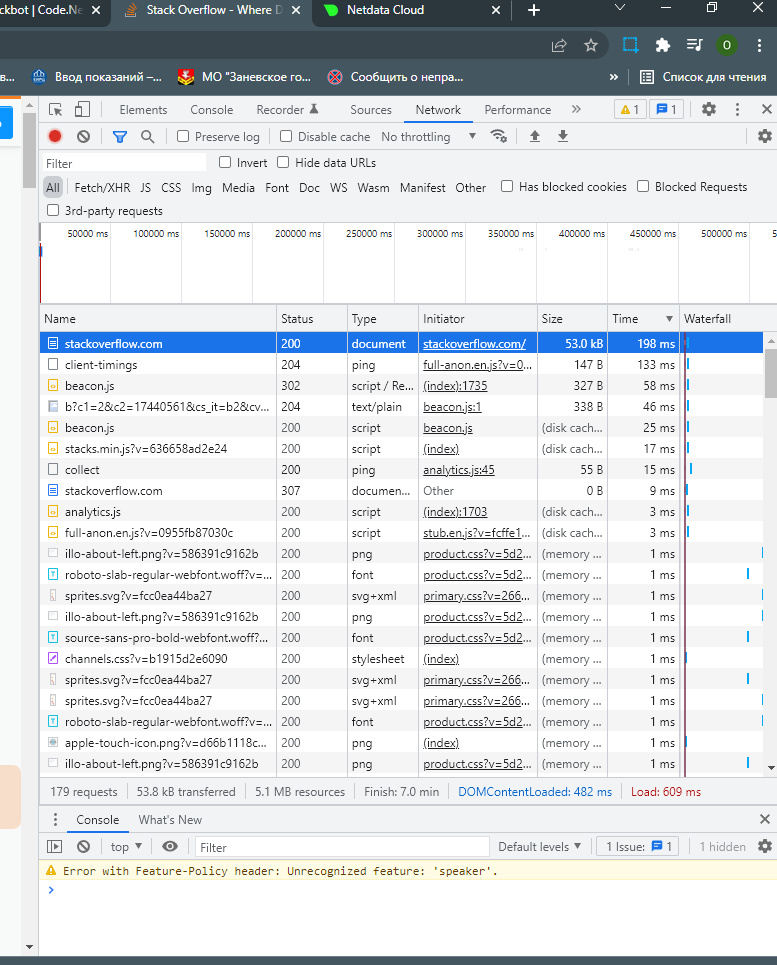 ckbot | Code.Ne Stack Overflow - Where D Netdata Cloud
O
в... Ввод показаний –... МО "Заневское го... Сообщить о непра... » Список для чтения
Elements Console Recorder Sources Network Performance » 1 1
Preserve log Disable cache No throttling
Filter Invert Hide data URLs
All Fetch/XHR JS CSS Img Media Font Doc WS Wasm Manifest Other Has blocked cookies Blocked Requests
3rd-party requests
50000 ms 100000 ms 150000 ms 200000 ms 250000 ms 300000 ms 350000 ms 400000 ms 450000 ms 500000 ms 5
Name Status Type Initiator Size Time Waterfall
stackoverflow.com 200 document stackoverflow.com/ 53.0 kB 198 ms
client-timings 204 ping full-anon.en.js?v=0... 147 B 133 ms
beacon.js 302 script / Re... (index):1735 327 B 58 ms
b?c1=2&c2=17440561&cs_it=b2&cv... 204 text/plain beacon.js:1 338 B 46 ms
beacon.js 200 script beacon.js (disk cac... 25 ms
stacks.min.js?v=636658ad2e24 200 script (index) (disk cac... 17 ms
collect 200 ping analytics.js:45 55 B 15 ms
stackoverflow.com 307 documen... Other 0 B 9 ms
analytics.js 200 script (index):1703 (disk cac... 3 ms
full-anon.en.js?v=0955fb87030c 200 script stub.en.js?v=fcffe1... (disk cac... 3 ms
illo-about-left.png?v=586391c9162b 200 png product.css?v=5d2... (memory ... 1 ms
roboto-slab-regular-webfont.woff?v=... 200 font product.css?v=5d2... (memory ... 1 ms
sprites.svg?v=fcc0ea44ba27 200 svg+xml primary.css?v=266... (memory ... 1 ms
illo-about-left.png?v=586391c9162b 200 png product.css?v=5d2... (memory ... 1 ms
source-sans-pro-bold-webfont.woff?... 200 font product.css?v=5d2... (memory ... 1 ms
channels.css?v=b1915d2e6090 200 stylesheet (index) (memory ... 1 ms
sprites.svg?v=fcc0ea44ba27 200 svg+xml primary.css?v=266... (memory ... 1 ms
sprites.svg?v=fcc0ea44ba27 200 svg+xml primary.css?v=266... (memory ... 1 ms
roboto-slab-regular-webfont.woff?v=... 200 font product.css?v=5d2... (memory ... 1 ms
apple-touch-icon.png?v=d66b1118c... 200 png (index) (memory ... 1 ms
illo-about-left.png?v=586391c9162b 200 png product.css?v=5d2... (memory ... 1 ms
179 requests 53.8 kB transferred 5.1 MB resources Finish: 7.0 min DOMContentLoaded: 482 ms Load: 609 ms
Console What's New
top Filter Default levels 1 Issue: 1 1 hidden
Error with Feature-Policy header: Unrecognized feature: 'speaker'.